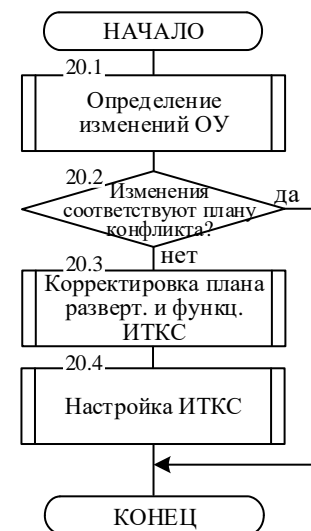 НАЧАЛО
20.1
Определение
изменений ОУ
20.2
Изменения
соответствуют плану
конфликта?
да
нет
20.3
Корректировка плана
разверт. и функц.
ИТКС
20.4
Настройка ИТКС
КОНЕЦ